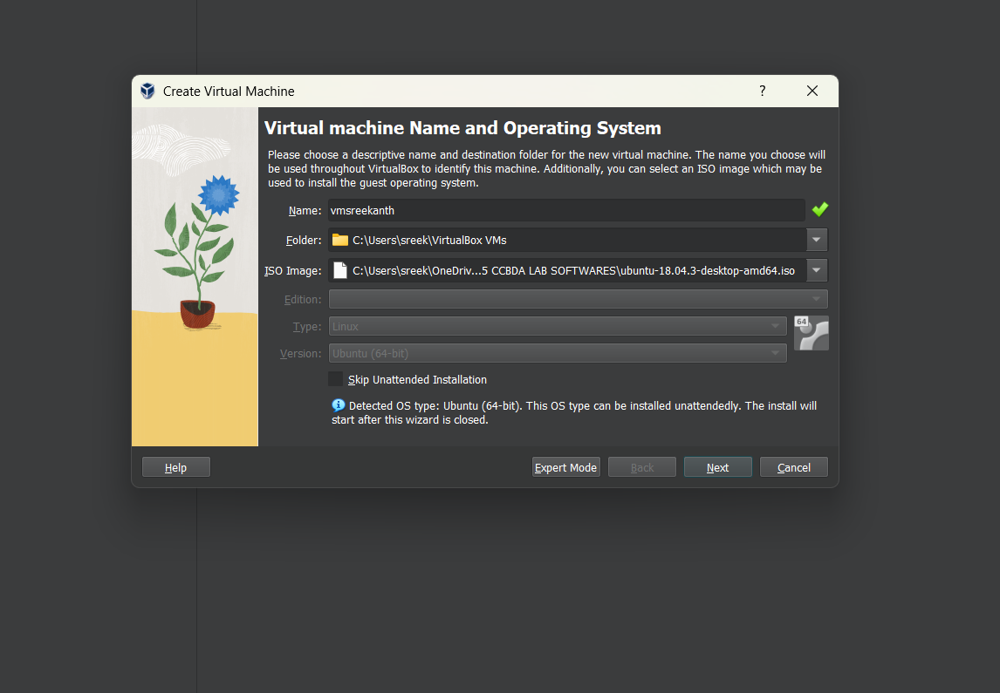 Create Virtual Machine ?
Virtual machine Name and Operating System
Please choose a descriptive name and destination folder for the new virtual machine. The name you choose will
be used throughout VirtualBox to identify this machine. Additionally, you can select an ISO image which may be
used to install the guest operating system.
Name: vmsreekanth
Folder: C:\Users\sreek\VirtualBox VMs
ISO Image: C:\Users\sreek\OneDriv...5 CCBDA LAB SOFTWARES\ubuntu-18.04.3-desktop-amd64.iso
Edition:
Type: Linux 64
Version: Ubuntu (64-bit)
Skip Unattended Installation
Detected OS type: Ubuntu (64-bit). This OS type can be installed unattendedly. The install will
start after this wizard is closed.
Help Expert Mode Back Next Cancel